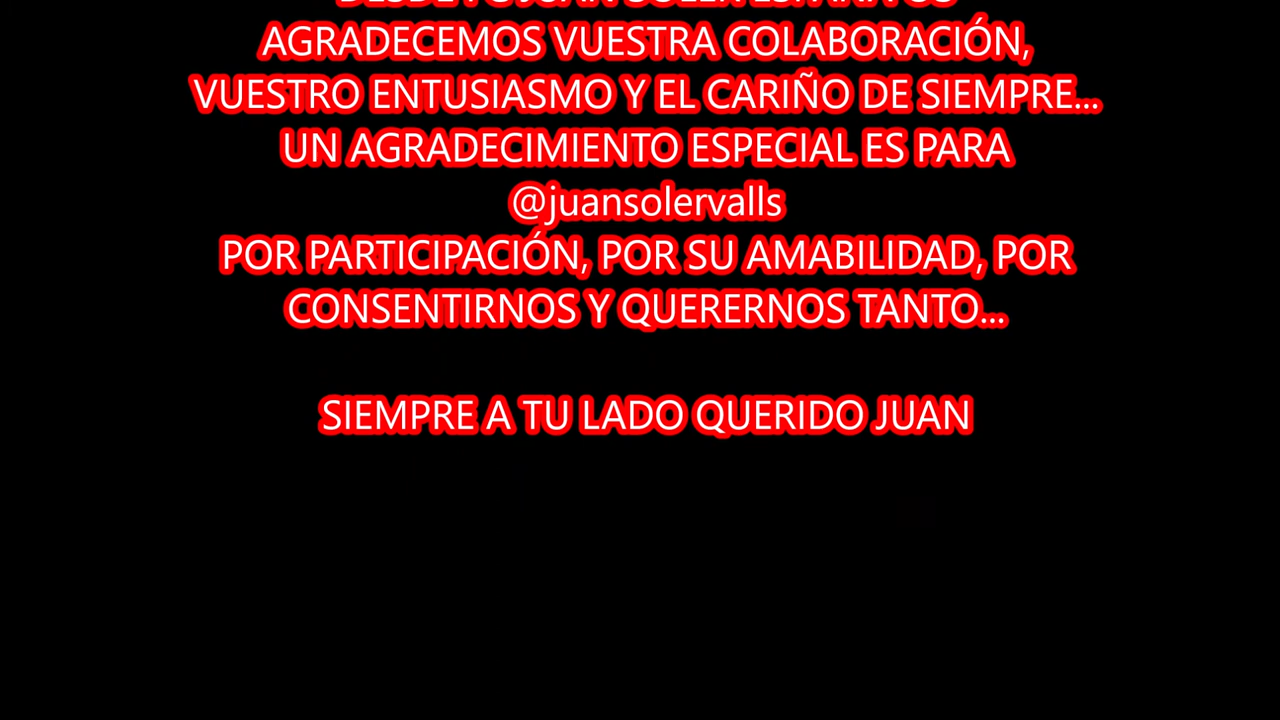 AGRADECEMOS VUESTRA COLABORACIÓN,
VUESTRO ENTUSIASMO Y EL CARIÑO DE SIEMPRE...
UN AGRADECIMIENTO ESPECIAL ES PARA
@juansolervalls
POR PARTICIPACIÓN, POR SU AMABILIDAD, POR
CONSENTIRNOS Y QUERERNOS TANTO...
SIEMPRE A TU LADO QUERIDO JUAN